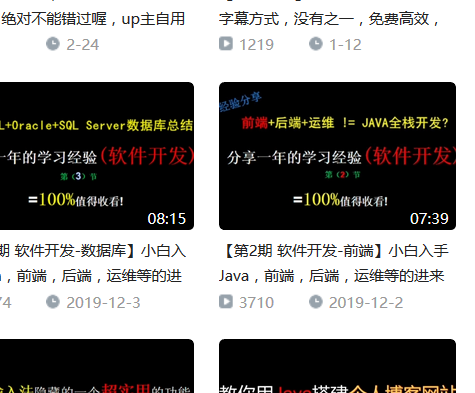 绝对不能错过喔，up主自用
2-24
字幕方式，没有之一，免费高效，
1219
1-12
L+Oracle+SQL Server数据库总结
一年的学习经验(软件开发)
第（3）节
=100%值得收看!
08:15
期 软件开发-数据库】小白入
，前端，后端，运维等的进
74
2019-12-3
经验分享
前端+后端+运维 != JAVA全栈开发?
分享一年的学习经验(软件开发)
第（2）节
=100%值得收看!
07:39
【第2期 软件开发-前端】小白入手
Java，前端，后端，运维等的进来
3710
2019-12-2
输入法隐藏的一个超实用的功能
教你用Java搭建个人博客网站